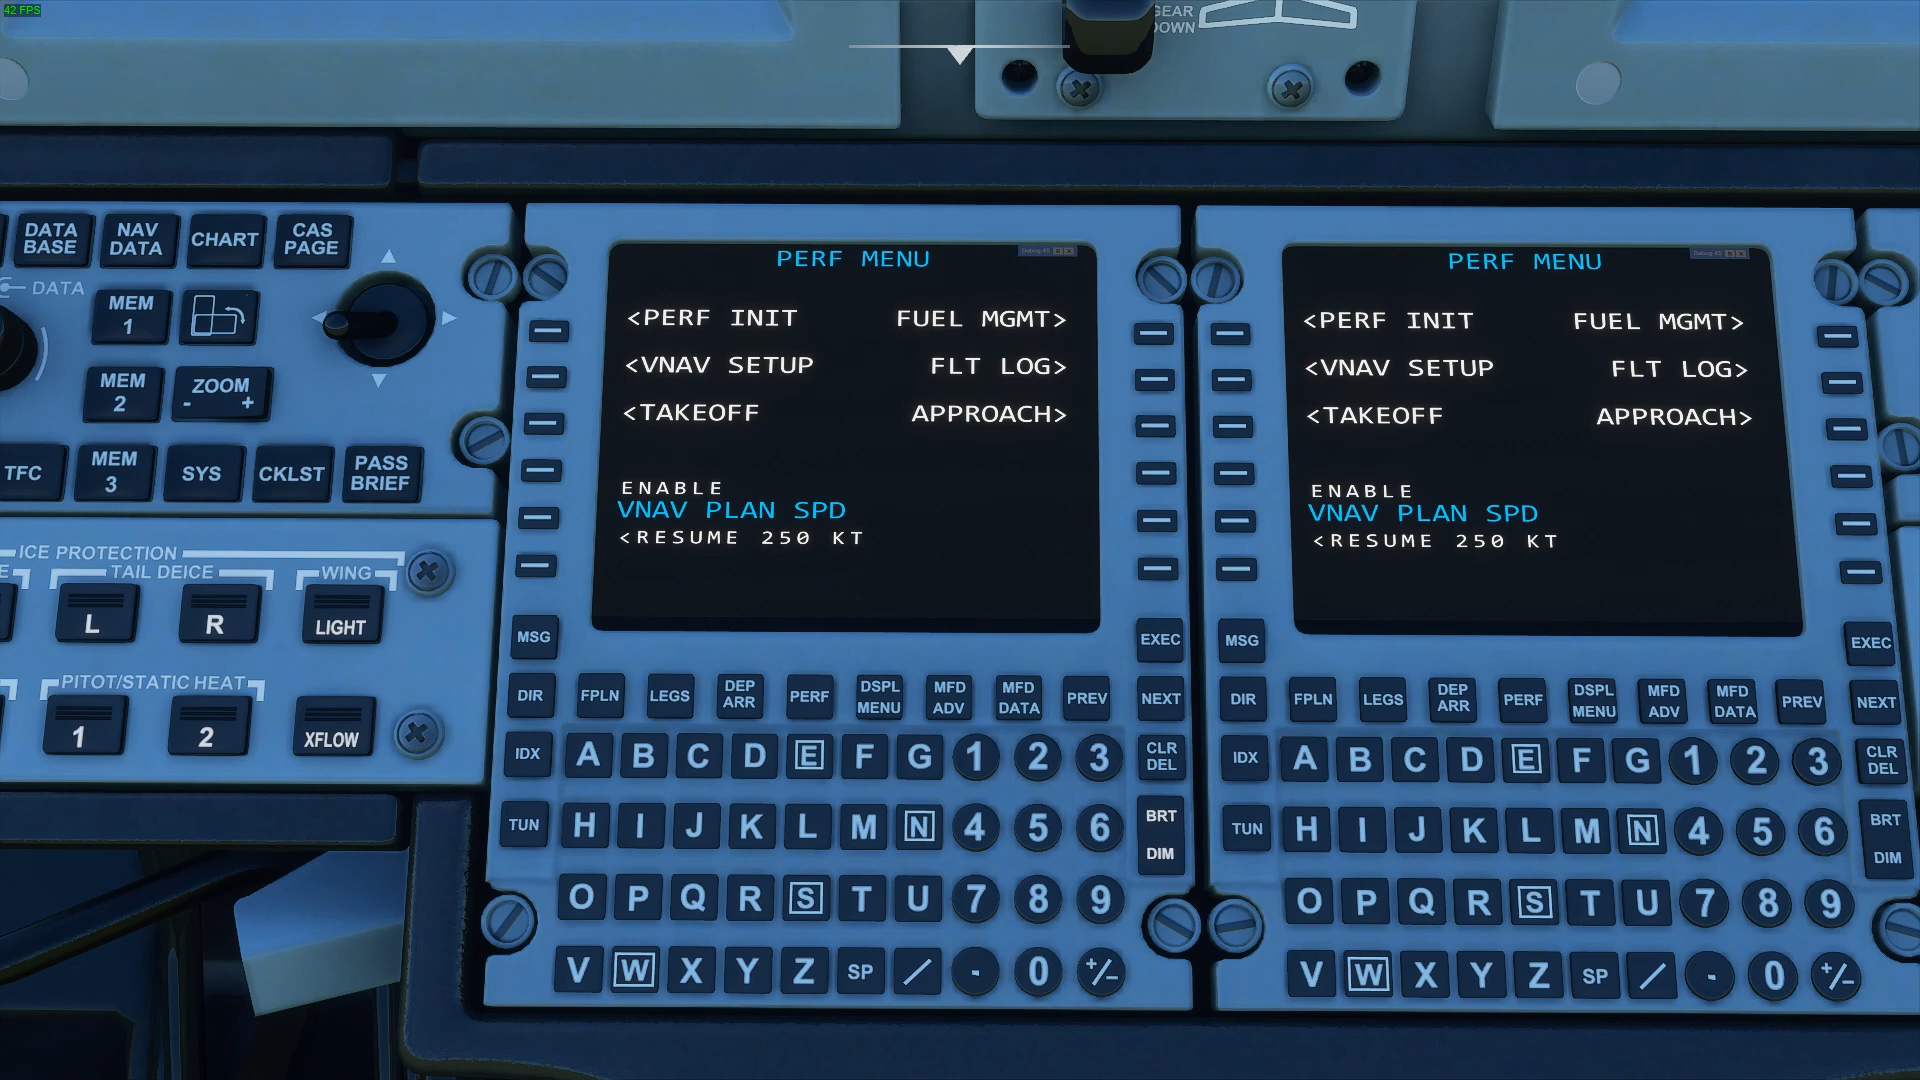 42 FPS
GEAR
DOWN
DATA
BASE
NAV
DATA
CHART
CAS
PAGE
DATA
MEM
1
MEM
2
ZOOM
- +
TFC
MEM
3
SYS
CKLST
PASS
BRIEF
ICE PROTECTION
TAIL DEICE
WING
L
R
LIGHT
PITOT/STATIC HEAT
1
2
XFLOW
PERF MENU
<PERF INIT FUEL MGMT>
<VNAV SETUP FLT LOG>
<TAKEOFF APPROACH>
ENABLE
VNAV PLAN SPD
<RESUME 250 KT
MSG EXEC
DIR FPLN LEGS DEP ARR PERF DSPL MENU MFD ADV MFD DATA PREV NEXT
IDX A B C D E F G 1 2 3 CLR DEL
TUN H I J K L M N 4 5 6 BRT DIM
O P Q R S T U 7 8 9
V W X Y Z SP / . 0 +/-
PERF MENU
<PERF INIT FUEL MGMT>
<VNAV SETUP FLT LOG>
<TAKEOFF APPROACH>
ENABLE
VNAV PLAN SPD
<RESUME 250 KT
MSG EXEC
DIR FPLN LEGS DEP ARR PERF DSPL MENU MFD ADV MFD DATA PREV NEXT
IDX A B C D E F G 1 2 3 CLR DEL
TUN H I J K L M N 4 5 6 BRT DIM
O P Q R S T U 7 8 9
V W X Y Z SP / . 0 +/-